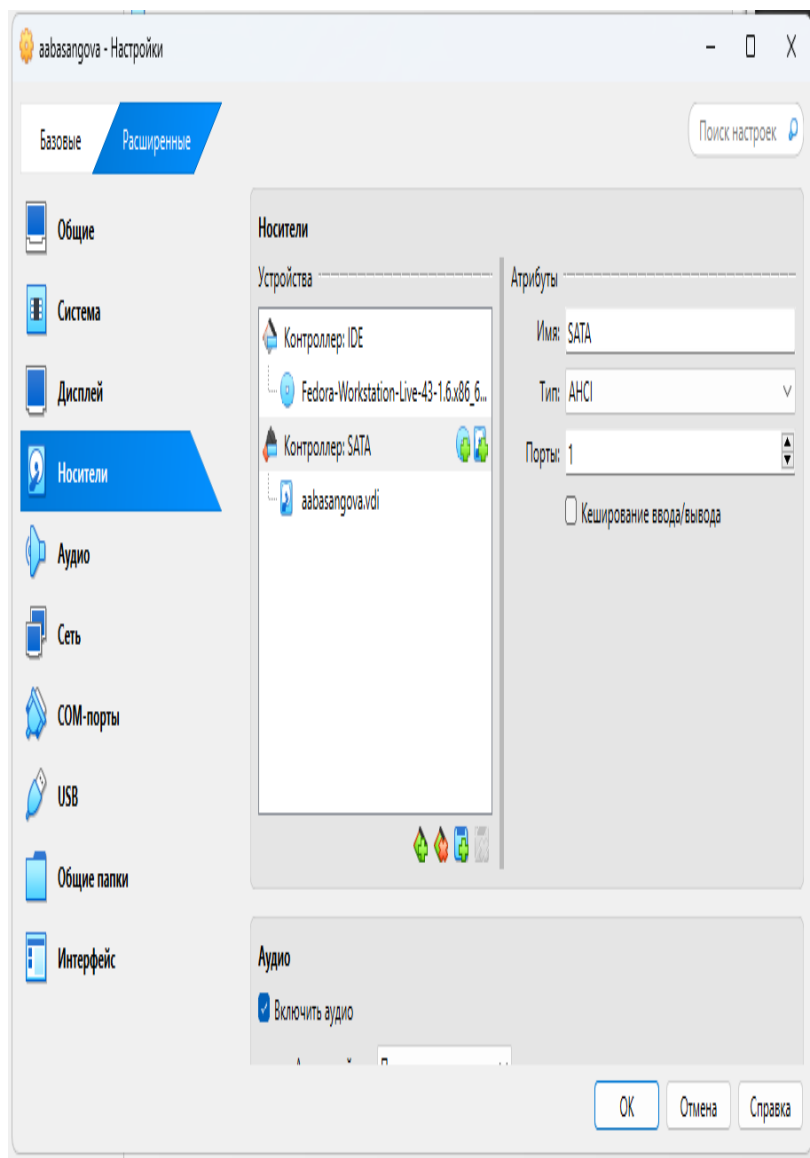 aabasangova - Настройки
Базовые
Расширенные
Поиск настроек
Общие
Система
Дисплей
Носители
Аудио
Сеть
COM-порты
USB
Общие папки
Интерфейс
Носители
Устройства
Контроллер: IDE
Fedora-Workstation-Live-43-1.6.x86_6...
Контроллер: SATA
aabasangova.vdi
Атрибуты
Имя: SATA
Тип: AHCI
Порты: 1
Кеширование ввода/вывода
Аудио
Включить аудио
OK
Отмена
Справка